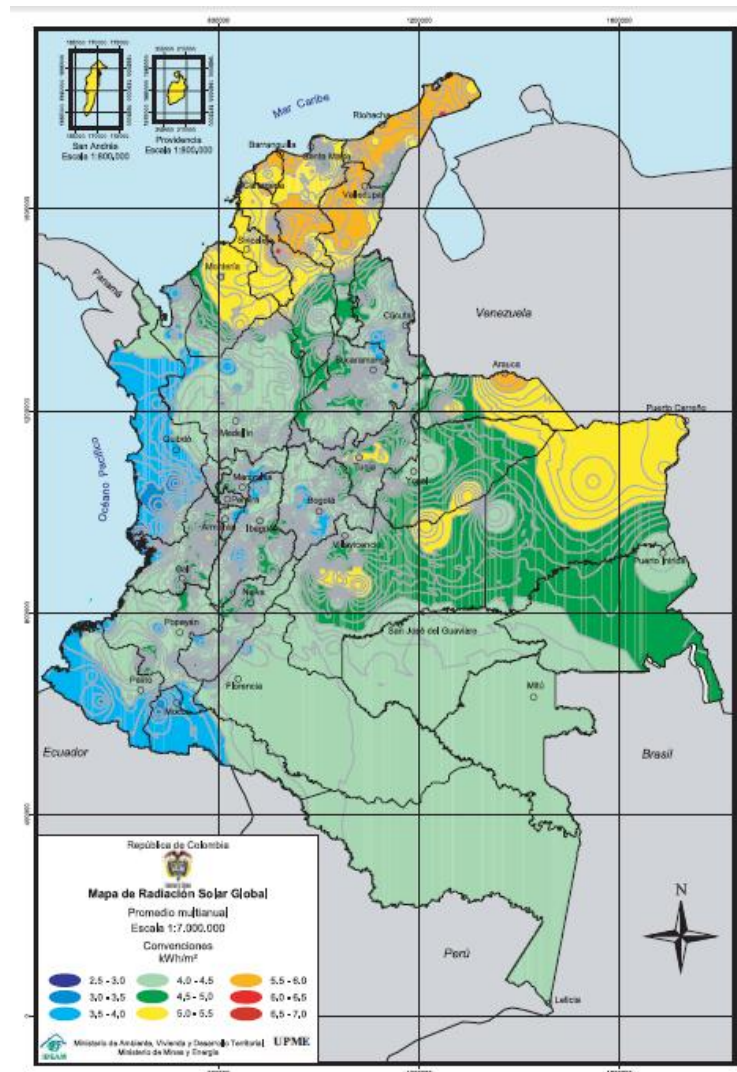 San Andrés
Escala 1:600,000
Providencia
Escala 1:600,000
Mar Caribe
Riohacha
Barranquilla
Santa Marta
Cartagena
Valledupar
Sincelejo
Montería
Panamá
Cúcuta
Venezuela
Bucaramanga
Arauca
Puerto Carreño
Medellín
Quibdó
Océano Pacífico
Tunja
Yopal
Manizales
Pereira
Bogotá
Armenia
Ibagué
Villavicencio
Puerto Inírida
Cali
Neiva
Popayán
San José del Guaviare
Florencia
Pasto
Mitú
Mocoa
Ecuador
Brasil
República de Colombia
Mapa de Radiación Solar Global
Promedio multianual
Escala 1:7.000.000
Convenciones
kWh/m²
2.5 - 3.0
4.0 - 4.5
5.5 - 6.0
3,0 - 3,5
4,5 - 5,0
6.0 - 6.5
3,5 - 4,0
5.0 - 5.5
6,5 - 7,0
IDEAM
Ministerio de Ambiente, Vivienda y Desarrollo Territorial
Ministerio de Minas y Energía
UPME
N
Perú
Leticia